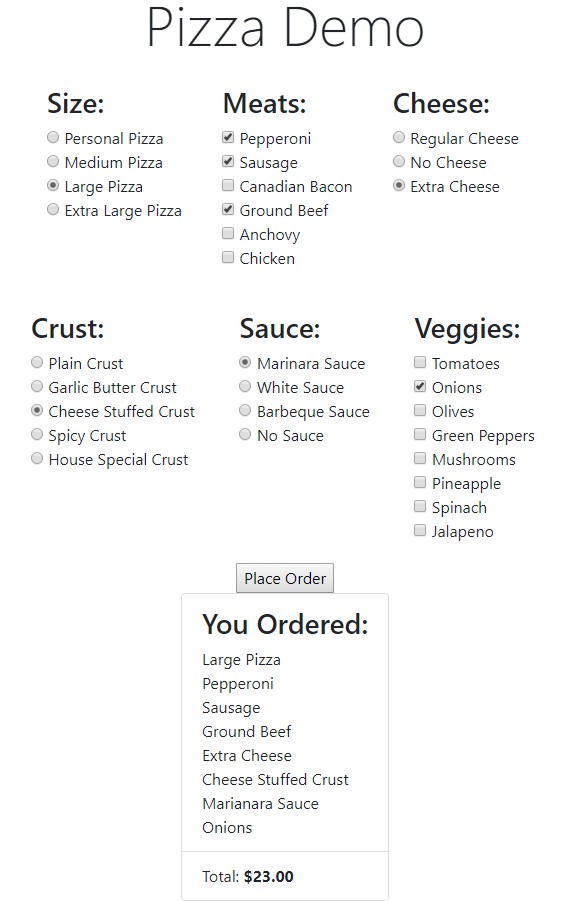 Pizza Demo
Size:
Personal Pizza
Medium Pizza
Large Pizza
Extra Large Pizza
Meats:
Pepperoni
Sausage
Canadian Bacon
Ground Beef
Anchovy
Chicken
Cheese:
Regular Cheese
No Cheese
Extra Cheese
Crust:
Plain Crust
Garlic Butter Crust
Cheese Stuffed Crust
Spicy Crust
House Special Crust
Sauce:
Marinara Sauce
White Sauce
Barbeque Sauce
No Sauce
Veggies:
Tomatoes
Onions
Olives
Green Peppers
Mushrooms
Pineapple
Spinach
Jalapeno
Place Order
You Ordered:
Large Pizza
Pepperoni
Sausage
Ground Beef
Extra Cheese
Cheese Stuffed Crust
Marianara Sauce
Onions
Total: $23.00